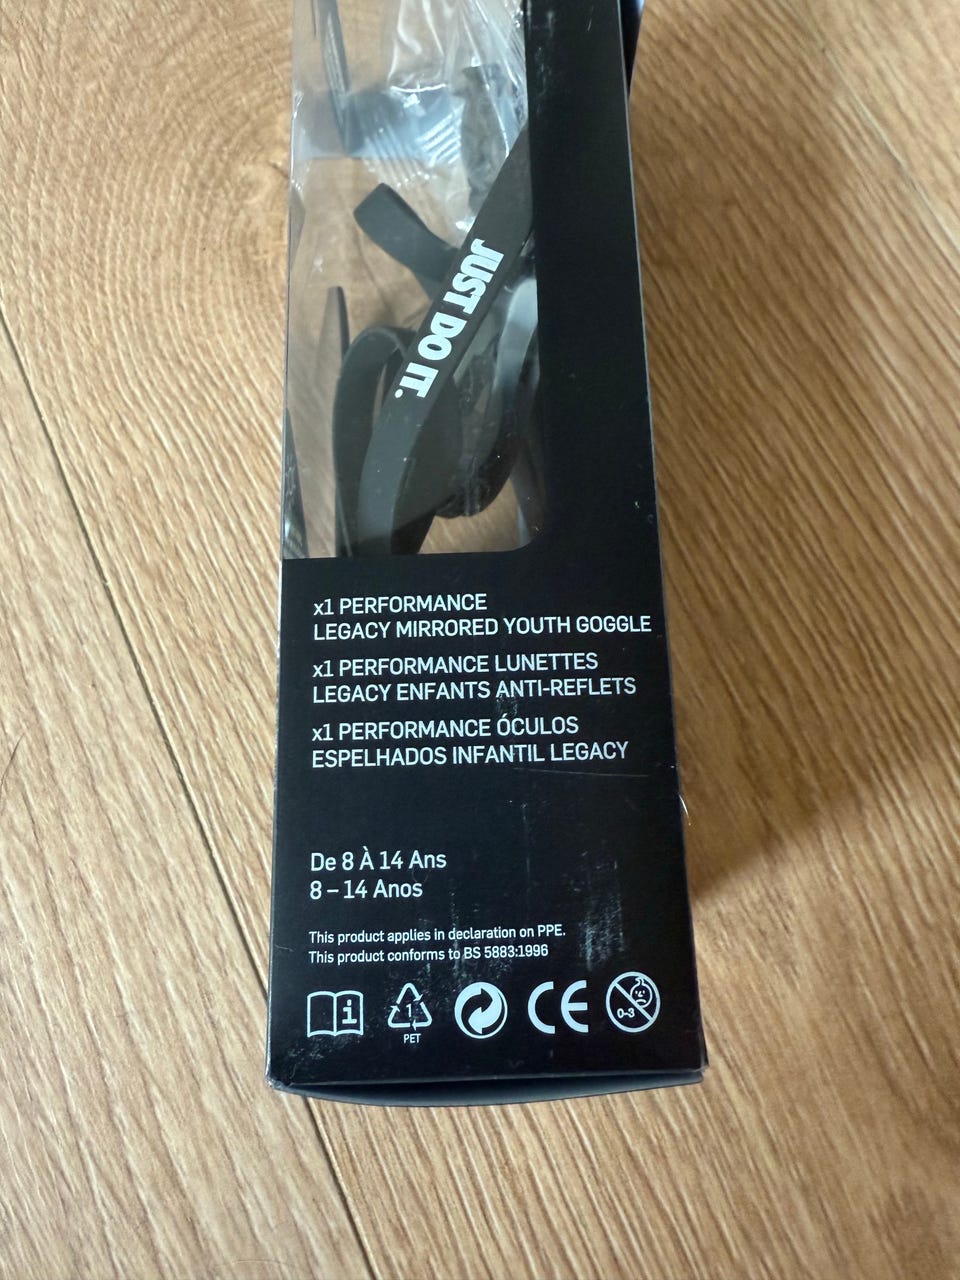 JUST DO IT.
x1 PERFORMANCE
LEGACY MIRRORED YOUTH GOGGLE
x1 PERFORMANCE LUNETTES
LEGACY ENFANTS ANTI-REFLETS
x1 PERFORMANCE ÓCULOS
ESPELHADOS INFANTIL LEGACY
De 8 À 14 Ans
8 – 14 Anos
This product applies in declaration on PPE.
This product conforms to BS 5883:1996
i
1
PET
CE
0-3